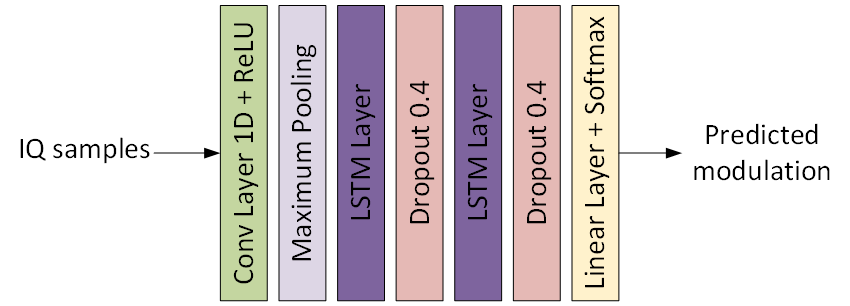 IQ samples
Conv Layer 1D + ReLU
Maximum Pooling
LSTM Layer
Dropout 0.4
LSTM Layer
Dropout 0.4
Linear Layer + Softmax
Predicted
modulation